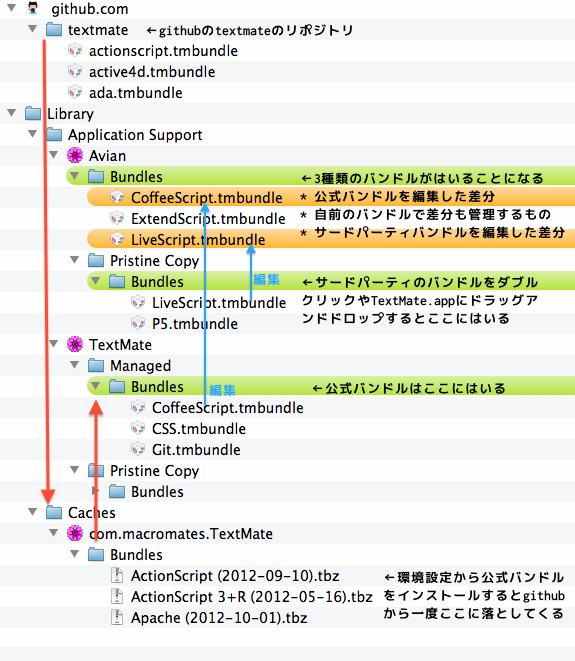 github.com
textmate ←githubのtextmateのリポジトリ
actionscript.tmbundle
active4d.tmbundle
ada.tmbundle
Library
Application Support
Avian
Bundles ←3種類のバンドルがはいることになる
CoffeeScript.tmbundle * 公式バンドルを編集した差分
ExtendScript.tmbundle * 自前のバンドルで差分も管理するもの
LiveScript.tmbundle * サードパーティバンドルを編集した差分
Pristine Copy
編集
Bundles ←サードパーティのバンドルをダブル
LiveScript.tmbundle クリックやTextMate.appにドラッグア
P5.tmbundle ンドドロップするとここにはいる
TextMate
Managed
Bundles 編集 ←公式バンドルはここにはいる
CoffeeScript.tmbundle
CSS.tmbundle
Git.tmbundle
Pristine Copy
Bundles
Caches
com.macromates.TextMate
Bundles
ActionScript (2012-09-10).tbz ←環境設定から公式バンドル
ActionScript 3+R (2012-05-16).tbz をインストールするとgithub
Apache (2012-10-01).tbz から一度ここに落としてくる